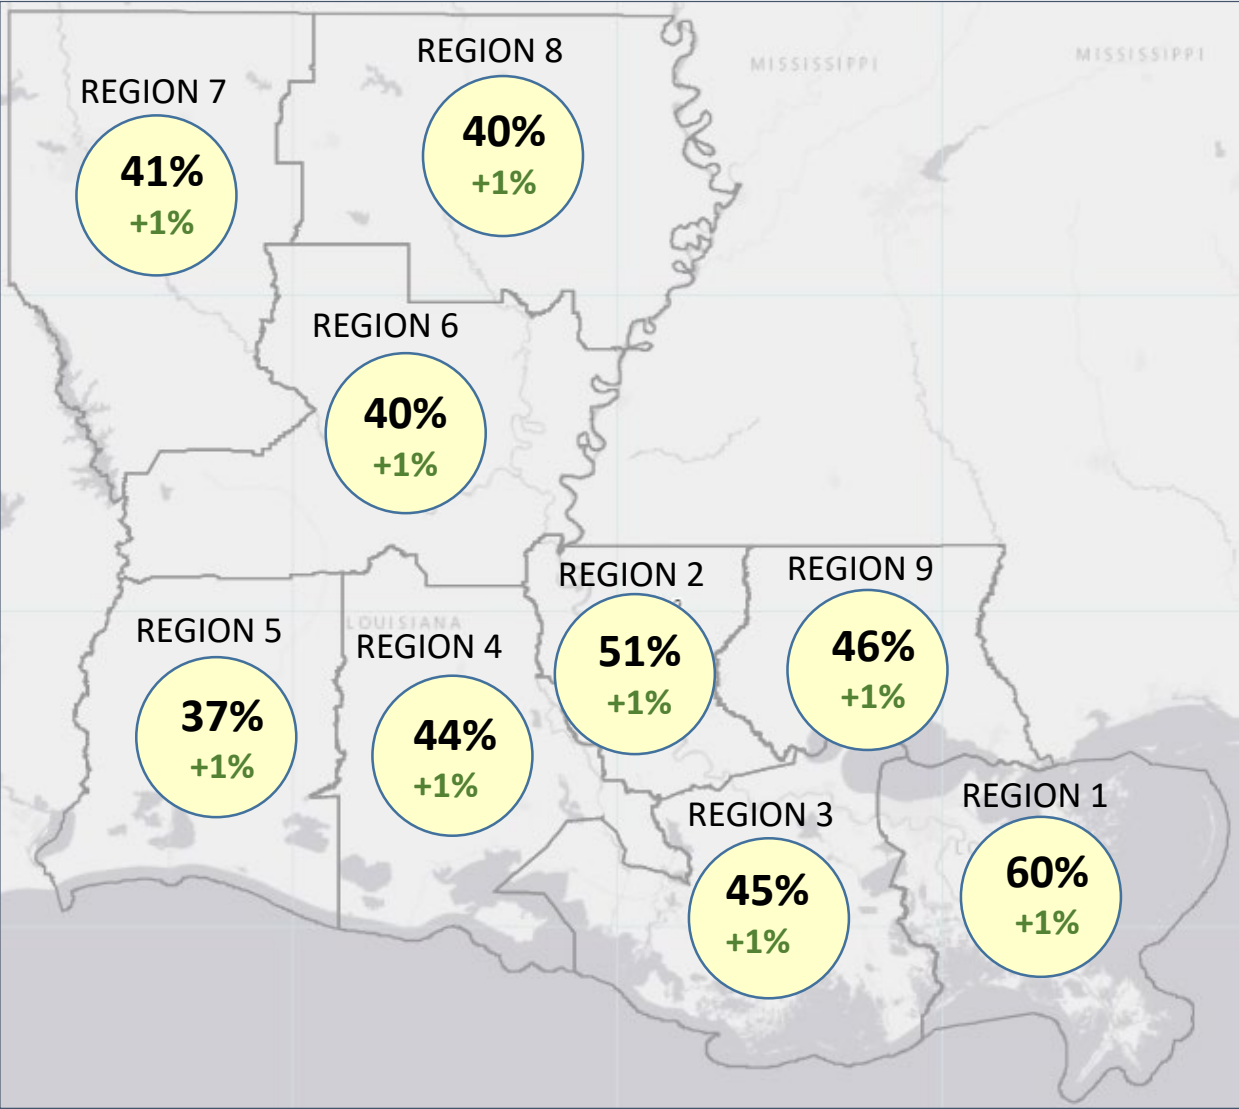 REGION 8
40%
+1%
MISSISSIPPI
MISSISSIPPI
REGION 7
41%
+1%
REGION 6
40%
+1%
REGION 2
51%
+1%
REGION 9
46%
+1%
LOUISIANA
REGION 5
37%
+1%
REGION 4
44%
+1%
REGION 3
45%
+1%
REGION 1
60%
+1%